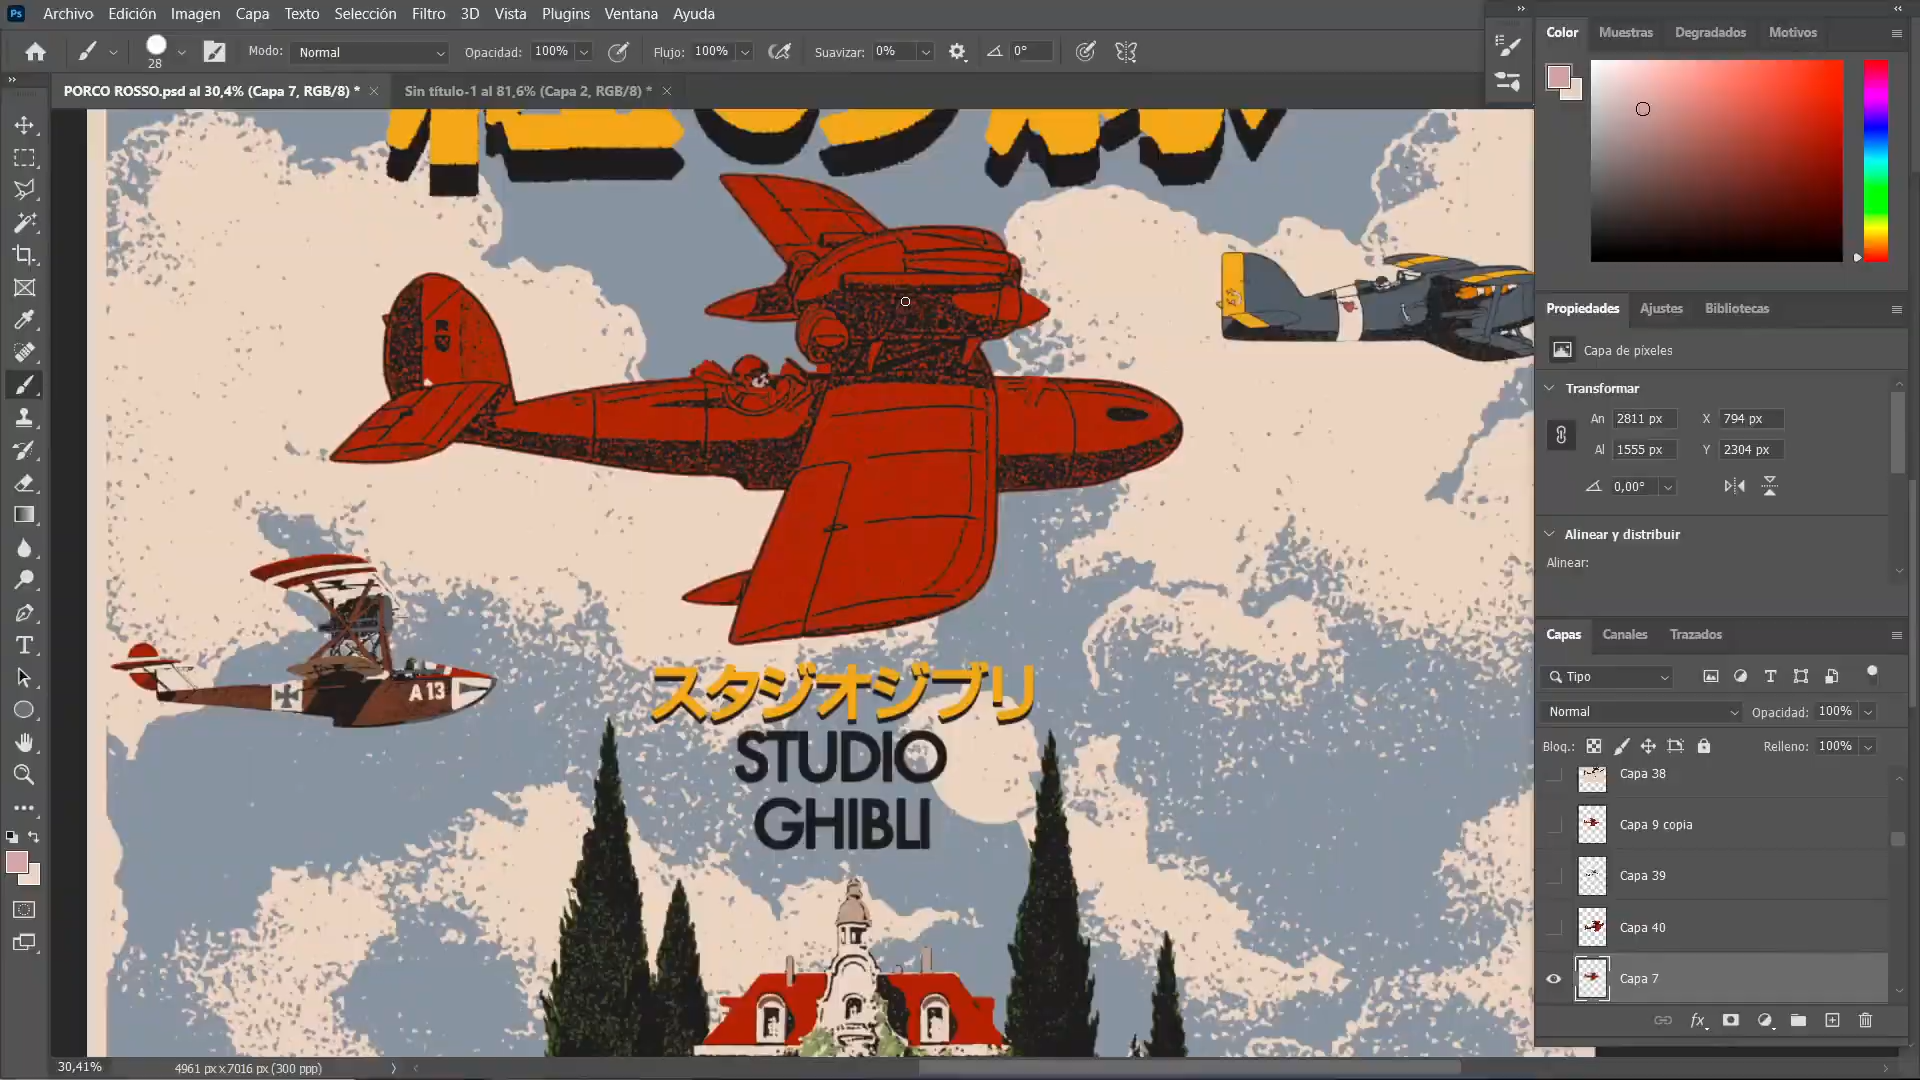 Archivo Edición Imagen Capa Texto Selección Filtro 3D Vista Plugins Ventana Ayuda
28 Modo: Normal Opacidad: 100% Flujo: 100% Suavizar: 0% 0°
PORCO ROSSO.psd al 30,4% (Capa 7, RGB/8) * Sin título-1 al 81,6% (Capa 2, RGB/8) *
Color Muestras Degradados Motivos
Propiedades Ajustes Bibliotecas
Capa de píxeles
Transformar
An 2811 px X 794 px
Al 1555 px Y 2304 px
0,00°
Alinear y distribuir
Alinear:
Capas Canales Trazados
Tipo
Normal Opacidad: 100%
Bloq.: Relleno: 100%
Capa 38
Capa 9 copia
Capa 39
Capa 40
Capa 7
A 13
スタジオジブリ
STUDIO
GHIBLI
30,41% 4961 px x 7016 px (300 ppp)